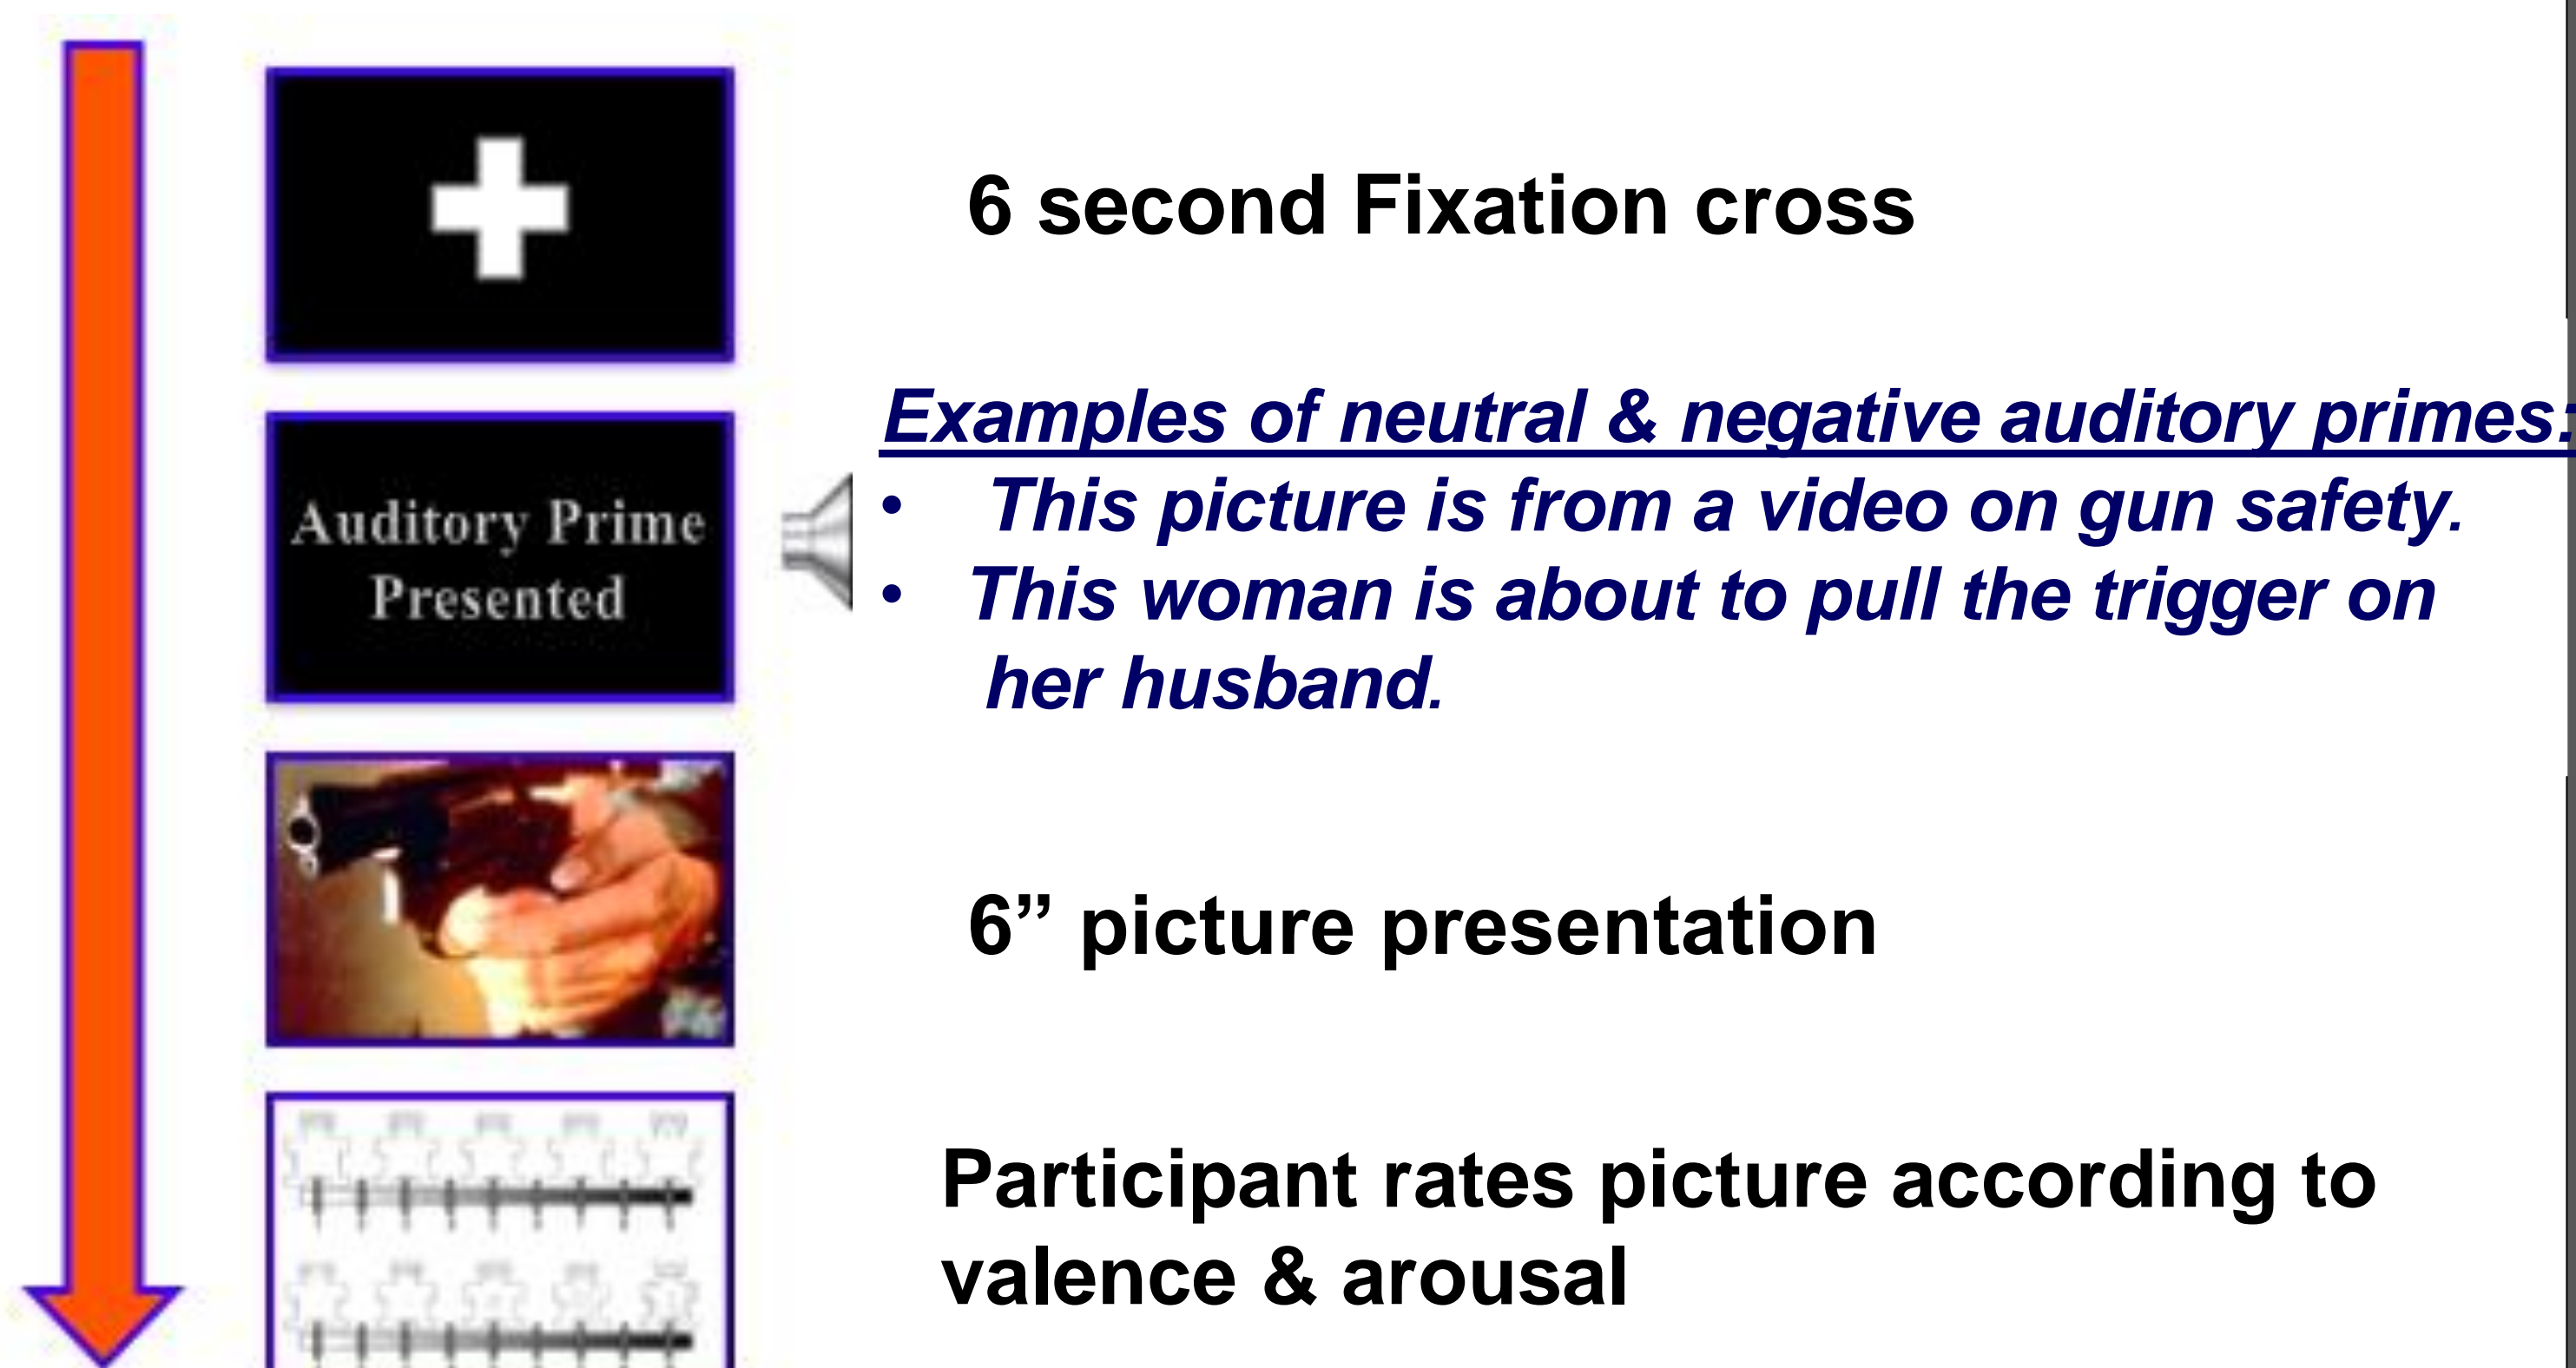 6 second Fixation cross
Auditory Prime
Presented
Examples of neutral & negative auditory primes:
• This picture is from a video on gun safety.
• This woman is about to pull the trigger on
her husband.
6” picture presentation
Participant rates picture according to
valence & arousal